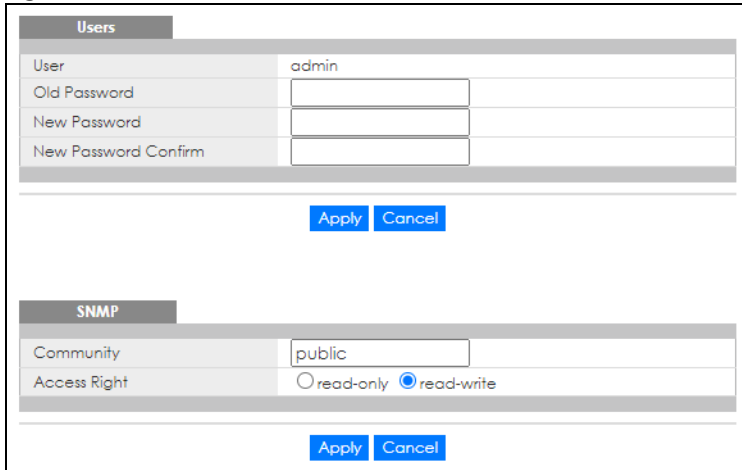 Users
User admin
Old Password
New Password
New Password Confirm
Apply Cancel
SNMP
Community public
Access Right read-only read-write
Apply Cancel